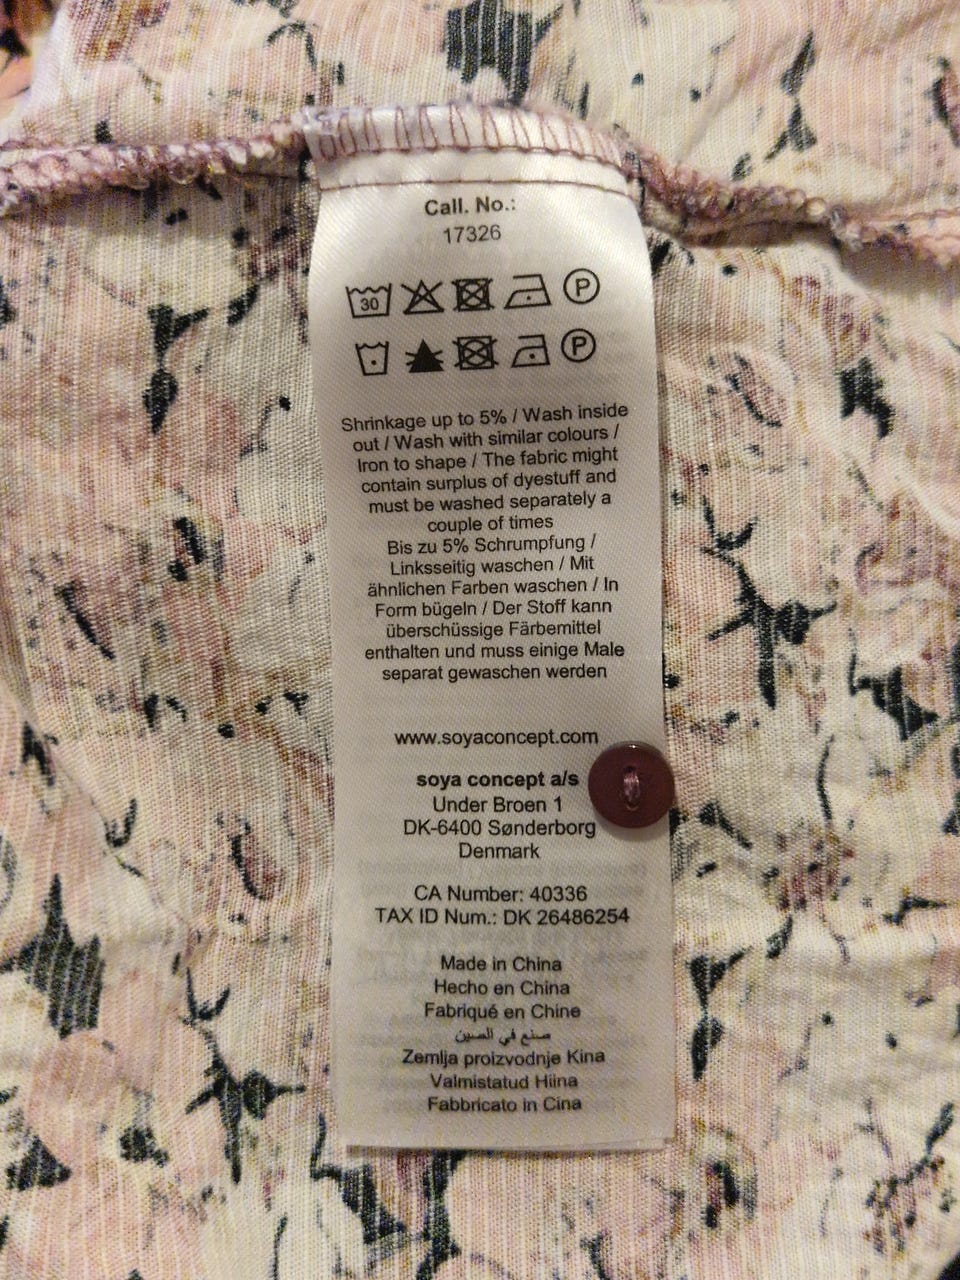 Call. No.:
17326
30 P
P
Shrinkage up to 5% / Wash inside
out / Wash with similar colours /
Iron to shape / The fabric might
contain surplus of dyestuff and
must be washed separately a
couple of times
Bis zu 5% Schrumpfung /
Linksseitig waschen / Mit
ähnlichen Farben waschen / In
Form bügeln / Der Stoff kann
überschüssige Färbemittel
enthalten und muss einige Male
separat gewaschen werden
www.soyaconcept.com
soya concept a/s
Under Broen 1
DK-6400 Sønderborg
Denmark
CA Number: 40336
TAX ID Num.: DK 26486254
Made in China
Hecho en China
Fabriqué en Chine
صنع في الصين
Zemlja proizvodnje Kina
Valmistatud Hiina
Fabbricato in Cina